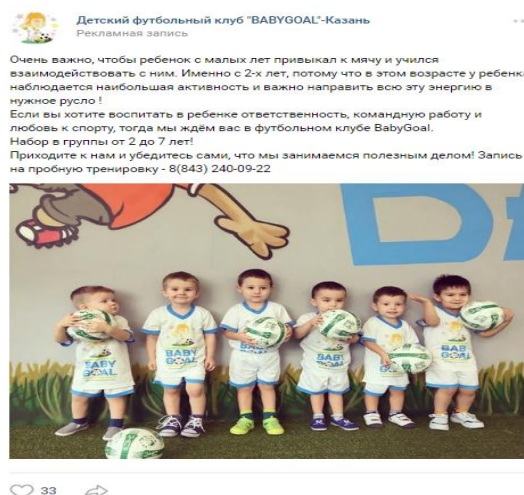 Детский футбольный клуб "BABYGOAL"-Казань
Рекламная запись
Очень важно, чтобы ребенок с малых лет привыкал к мячу и учился
взаимодействовать с ним. Именно с 2-х лет, потому что в этом возрасте у ребенка
наблюдается наибольшая активность и важно направить всю эту энергию в
нужное русло !
Если вы хотите воспитать в ребенке ответственность, командную работу и
любовь к спорту, тогда мы ждём вас в футбольном клубе BabyGoal.
Набор в группы от 2 до 7 лет!
Приходите к нам и убедитесь сами, что мы занимаемся полезным делом! Запись
на пробную тренировку - 8(843) 240-09-22
BABY
GOAL
BABY
GOAL
BABY
GOAL
BABY
GOAL
33